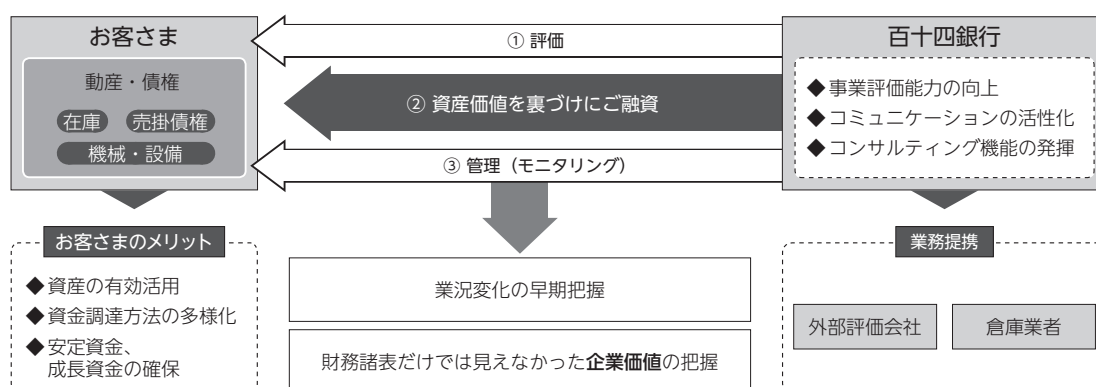 お客さま
動産・債権
在庫
売掛債権
機械・設備
① 評価
② 資産価値を裏づけにご融資
③ 管理（モニタリング）
百十四銀行
◆事業評価能力の向上
◆コミュニケーションの活性化
◆コンサルティング機能の発揮
お客さまのメリット
◆資産の有効活用
◆資金調達方法の多様化
◆安定資金、
成長資金の確保
業況変化の早期把握
財務諸表だけでは見えなかった企業価値の把握
業務提携
外部評価会社
倉庫業者